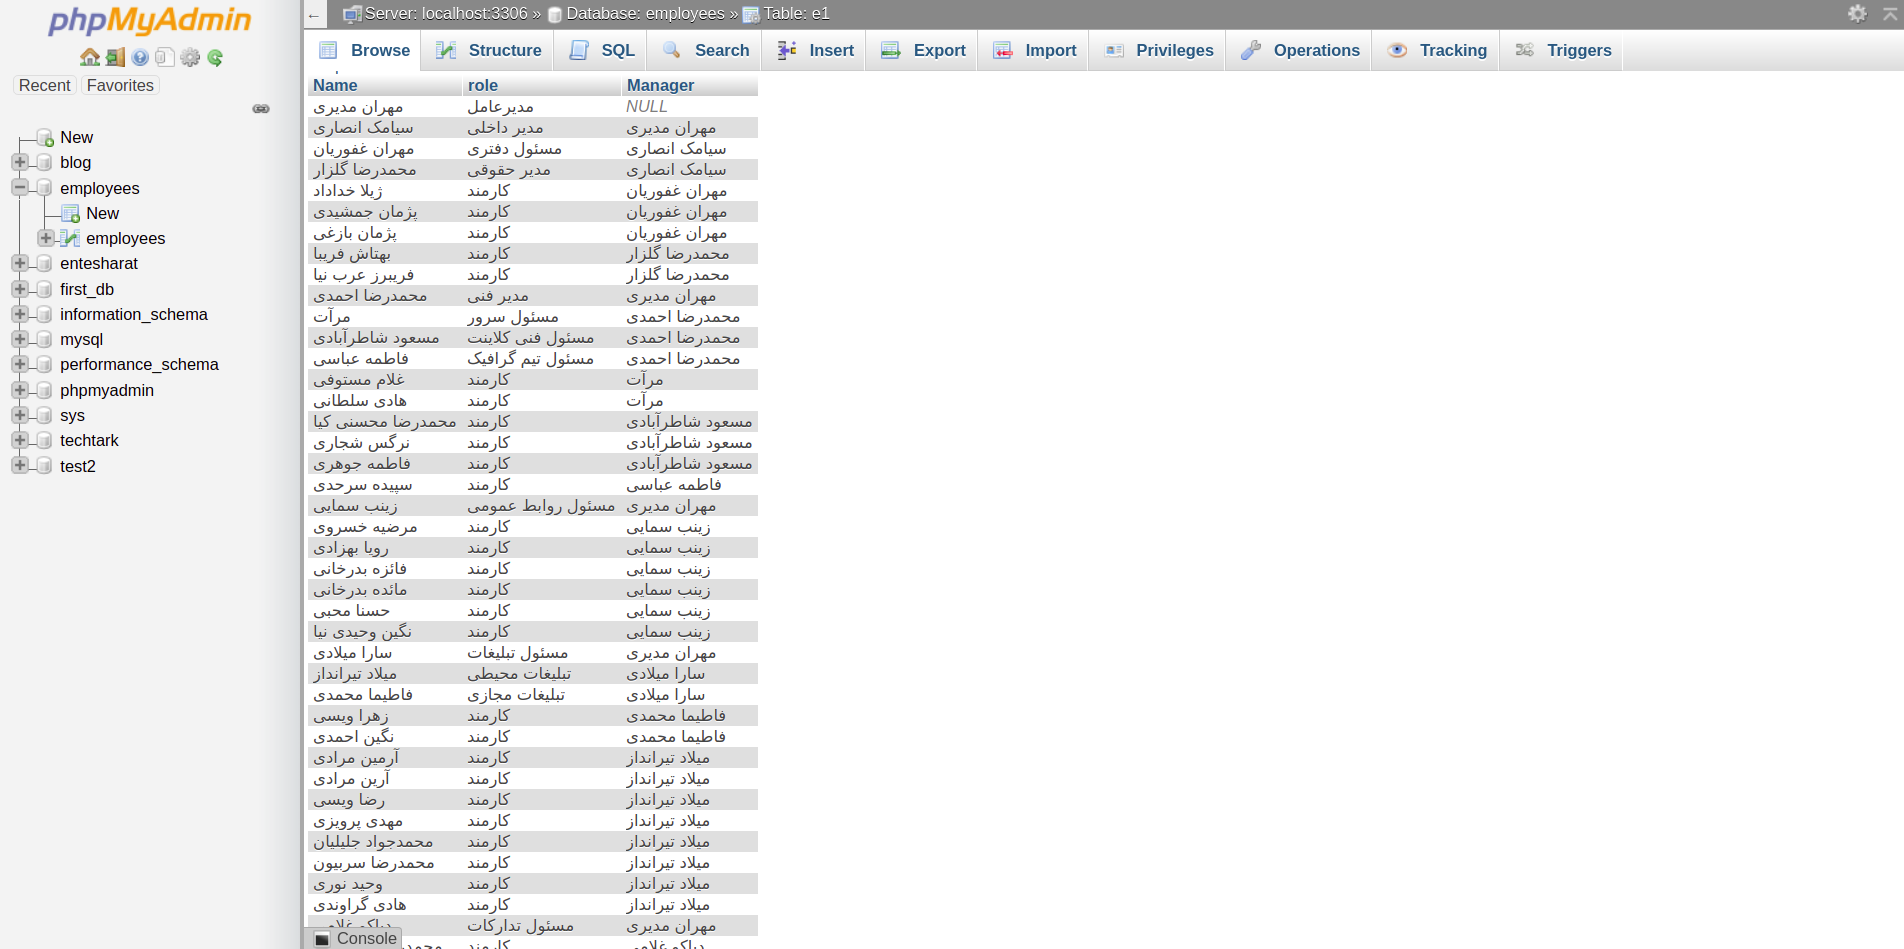 phpMyAdmin
Recent Favorites
New
blog
employees
New
employees
entesharat
first_db
information_schema
mysql
performance_schema
phpmyadmin
sys
techtark
test2
← Server: localhost:3306 » Database: employees » Table: e1
Browse Structure SQL Search Insert Export Import Privileges Operations Tracking Triggers
Name role Manager
مهران مدیری مدیرعامل NULL
سیامک انصاری مدیر داخلی مهران مدیری
مهران غفوریان مسئول دفتری سیامک انصاری
محمدرضا گلزار مدیر حقوقی سیامک انصاری
ژیلا خداداد کارمند مهران غفوریان
پژمان جمشیدی کارمند مهران غفوریان
پژمان بازغی کارمند مهران غفوریان
بهتاش فریبا کارمند محمدرضا گلزار
فریبرز عرب نیا کارمند محمدرضا گلزار
محمدرضا احمدی مدیر فنی مهران مدیری
مرآت مسئول سرور محمدرضا احمدی
مسعود شاطرآبادی مسئول فنی کلاینت محمدرضا احمدی
فاطمه عباسی مسئول تیم گرافیک محمدرضا احمدی
غلام مستوفی کارمند مرآت
هادی سلطانی کارمند مرآت
محمدرضا محسنی کیا کارمند مسعود شاطرآبادی
نرگس شجاری کارمند مسعود شاطرآبادی
فاطمه جوهری کارمند مسعود شاطرآبادی
سپیده سرحدی کارمند فاطمه عباسی
زینب سمایی مسئول روابط عمومی مهران مدیری
مرضیه خسروی کارمند زینب سمایی
رویا بهزادی کارمند زینب سمایی
فائزه بدرخانی کارمند زینب سمایی
مائده بدرخانی کارمند زینب سمایی
حسنا محبی کارمند زینب سمایی
نگین وحیدی نیا کارمند زینب سمایی
سارا میلادی مسئول تبلیغات مهران مدیری
میلاد تیرانداز تبلیغات محیطی سارا میلادی
فاطیما محمدی تبلیغات مجازی سارا میلادی
زهرا ویسی کارمند فاطیما محمدی
نگین احمدی کارمند فاطیما محمدی
آرمین مرادی کارمند میلاد تیرانداز
آرین مرادی کارمند میلاد تیرانداز
رضا ویسی کارمند میلاد تیرانداز
مهدی پرویزی کارمند میلاد تیرانداز
محمدجواد جلیلیان کارمند میلاد تیرانداز
محمدرضا سربیون کارمند میلاد تیرانداز
وحید نوری کارمند میلاد تیرانداز
هادی گراوندی کارمند میلاد تیرانداز
مسئول تدارکات مهران مدیری
Console کارمند